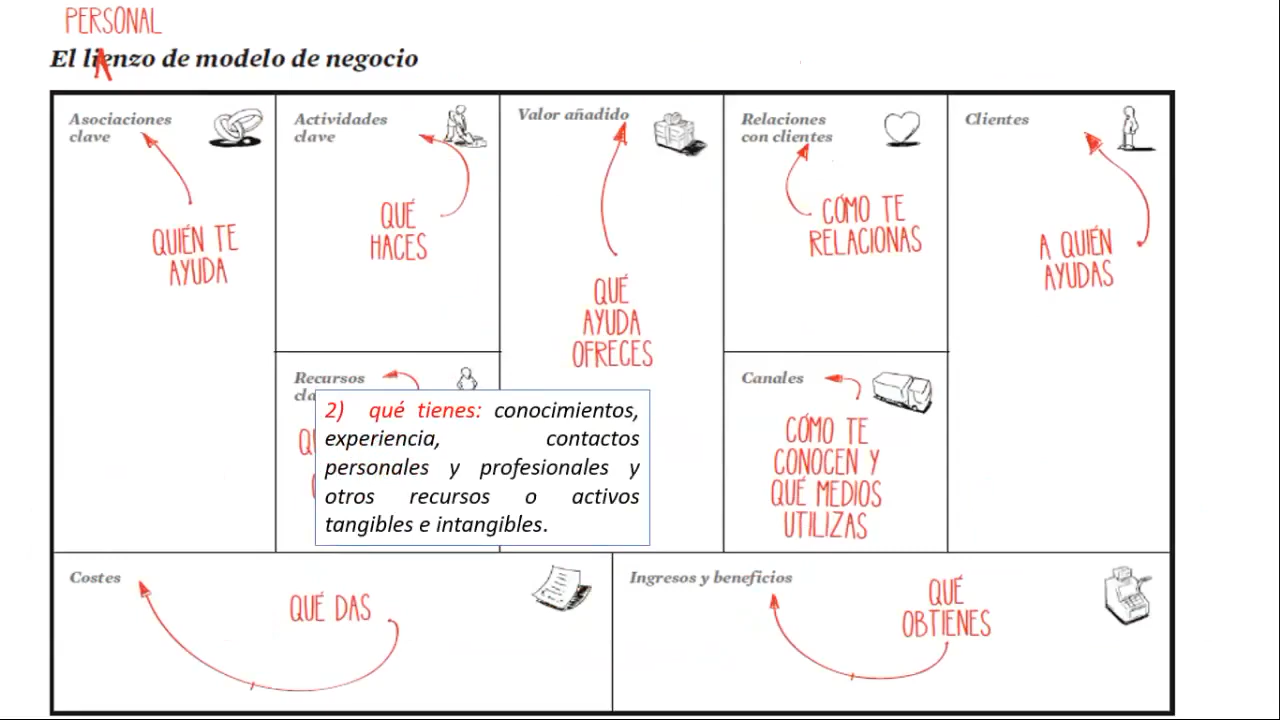 PERSONAL
El lienzo de modelo de negocio
Asociaciones
clave
QUIÉN TE
AYUDA
Actividades
clave
QUÉ
HACES
Valor añadido
QUÉ
AYUDA
OFRECES
Relaciones
con clientes
CÓMO TE
RELACIONAS
Clientes
A QUIÉN
AYUDAS
Recursos
2) qué tienes: conocimientos,
experiencia, contactos
personales y profesionales y
otros recursos o activos
tangibles e intangibles.
Canales
CÓMO TE
CONOCEN Y
QUÉ MEDIOS
UTILIZAS
Costes
QUÉ DAS
Ingresos y beneficios
QUÉ
OBTIENES